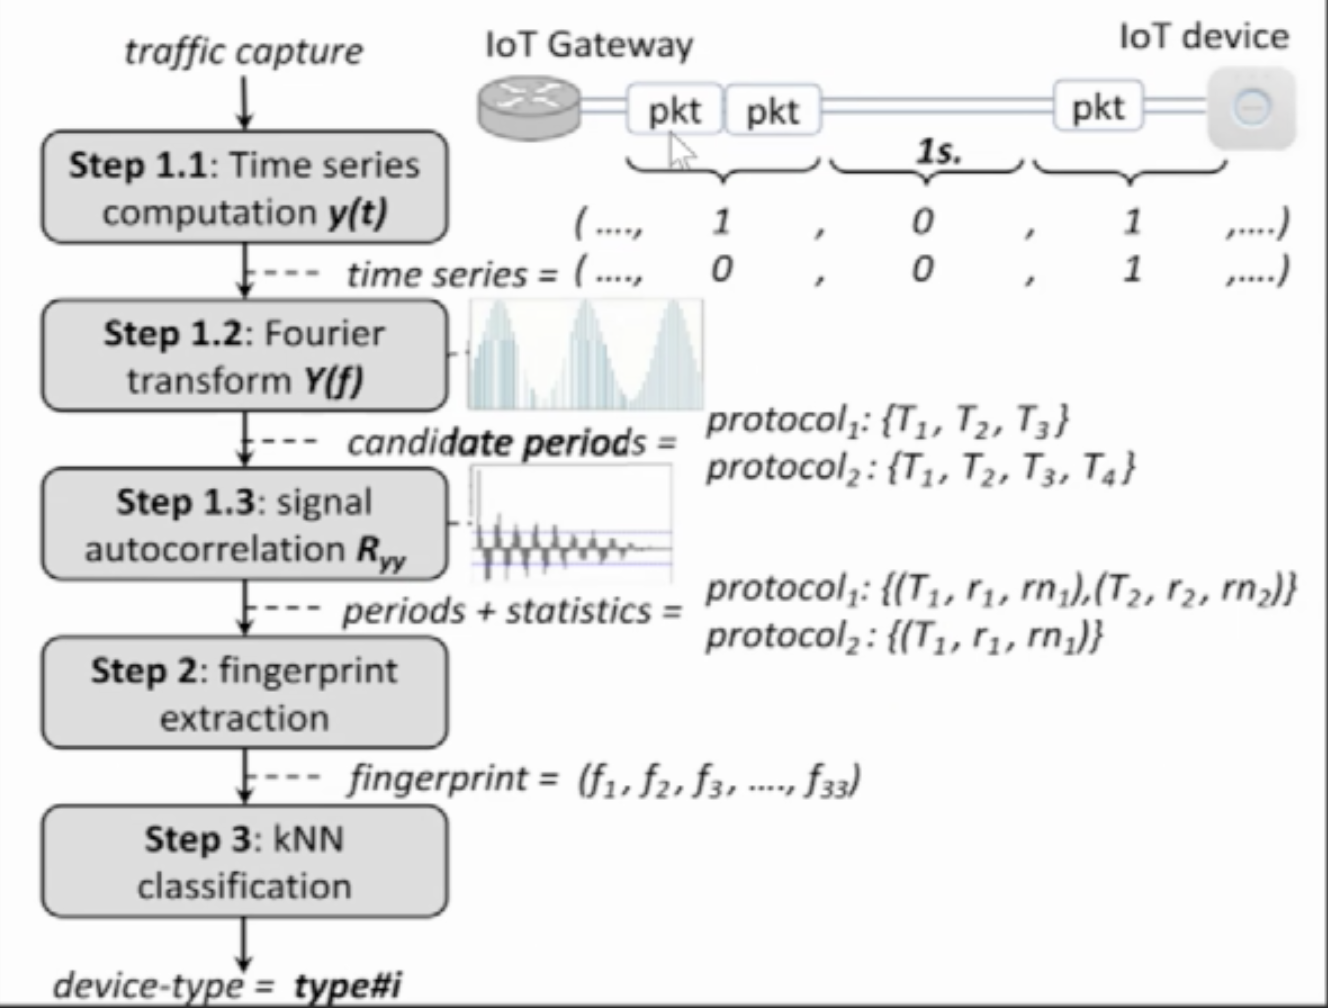 traffic capture
IoT Gateway
IoT device
pkt pkt pkt
1s.
Step 1.1: Time series
computation y(t)
( ...., 1 , 0 , 1 ,....)
time series = ( ...., 0 , 0 , 1 ,....)
Step 1.2: Fourier
transform Y(f)
candidate periods =
protocol₁: {T₁, T₂, T₃}
protocol₂: {T₁, T₂, T₃, T₄}
Step 1.3: signal
autocorrelation Ryy
periods + statistics =
protocol₁: {(T₁, r₁, rn₁),(T₂, r₂, rn₂)}
protocol₂: {(T₁, r₁, rn₁)}
Step 2: fingerprint
extraction
fingerprint = (f₁, f₂, f₃, ...., f₃₃)
Step 3: kNN
classification
device-type = type#i